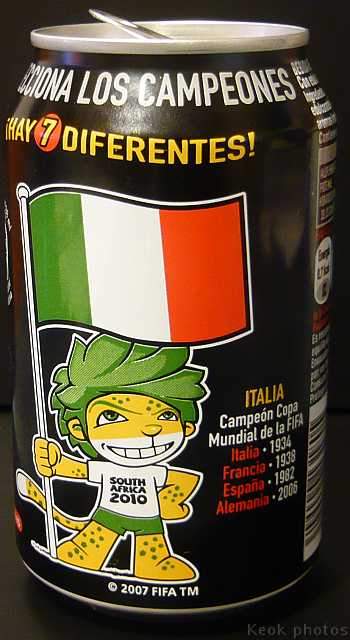 CCIONA LOS CAMPEONES
¡HAY 7 DIFERENTES!
SOUTH
AFRICA
2010
ITALIA
Campeón Copa
Mundial de la FIFA
Italia · 1934
Francia · 1938
España · 1982
Alemania · 2006
© 2007 FIFA TM
Keok photos